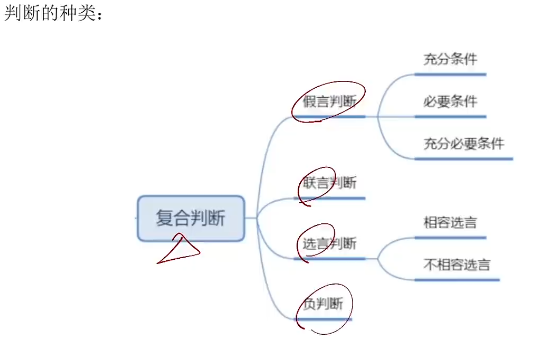 判断的种类：
充分条件
假言判断
必要条件
充分必要条件
联言判断
复合判断
相容选言
选言判断
不相容选言
负判断